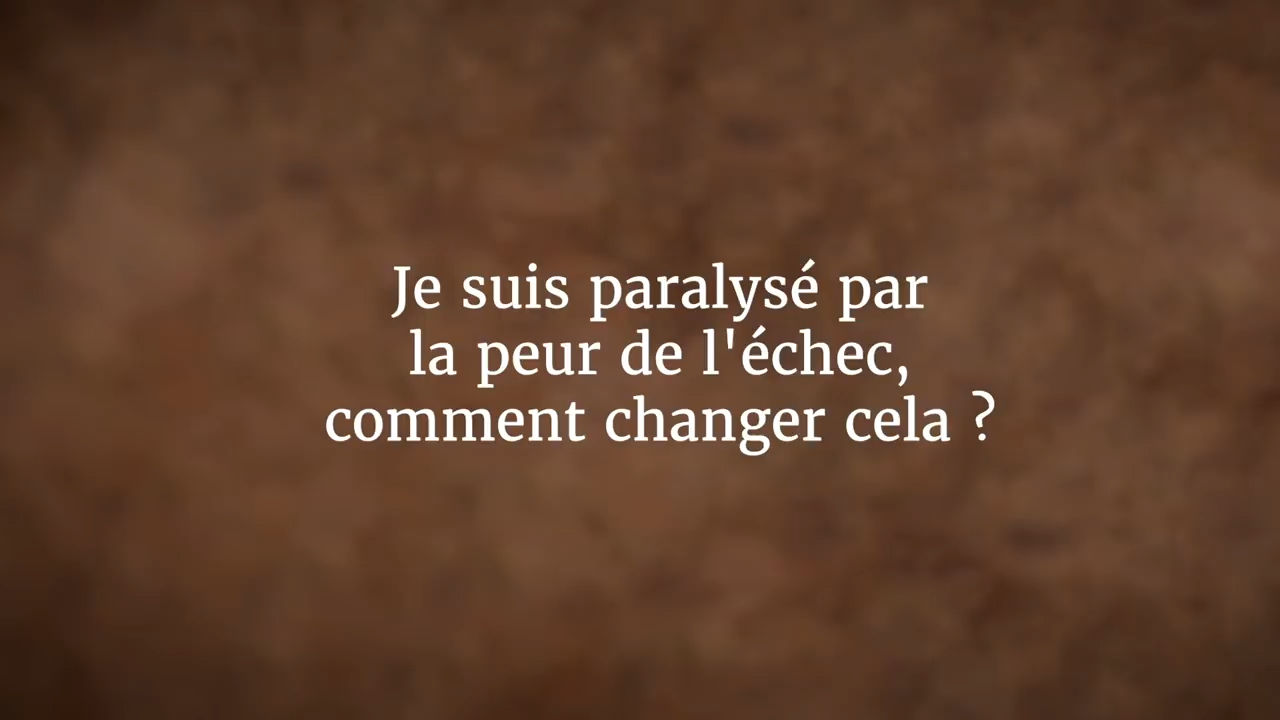 Je suis paralysé par
la peur de l'échec,
comment changer cela ?